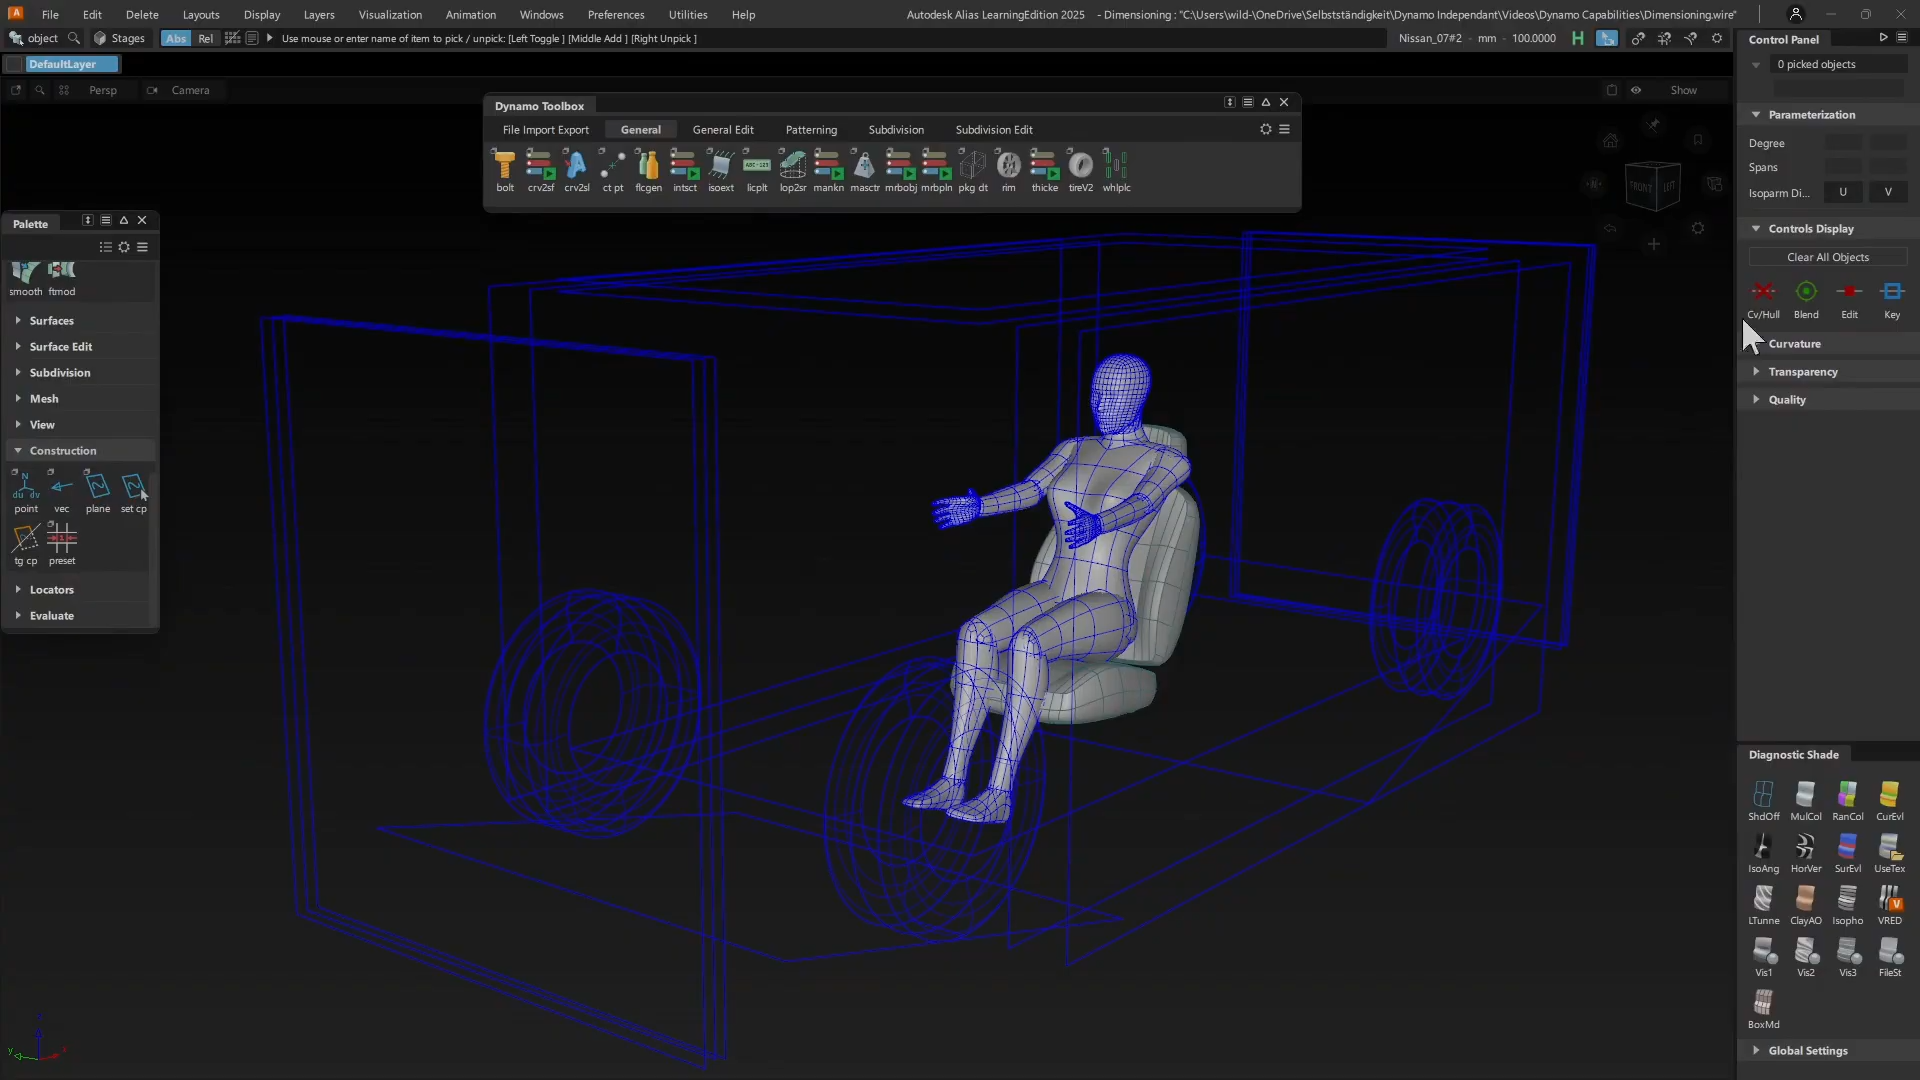 File Edit Delete Layouts Display Layers Visualization Animation Windows Preferences Utilities Help
Autodesk Alias LearningEdition 2025 - Dimensioning : "C:\Users\wild-\OneDrive\Selbstständigkeit\Dynamo Independant\Videos\Dynamo Capabilities\Dimensioning.wire"
object Stages Abs Rel Use mouse or enter name of item to pick / unpick: [Left Toggle ] [Middle Add ] [Right Unpick ]
Nissan_07#2 - mm - 100.0000
DefaultLayer
Persp Camera Show
Dynamo Toolbox
File Import Export General General Edit Patterning Subdivision Subdivision Edit
bolt crv2sf crv2sl ct pt flcgen intsct isoext licplt lop2sr mankn masctr mrbobj mrbpln pkg dt rim thicke tireV2 whlplc
FRONT LEFT
Palette
smooth ftmod
Surfaces
Surface Edit
Subdivision
Mesh
View
Construction
point vec plane set cp
tg cp preset
Locators
Evaluate
Control Panel
0 picked objects
Parameterization
Degree
Spans
Isoparm Di... U V
Controls Display
Clear All Objects
Cv/Hull Blend Edit Key
Curvature
Transparency
Quality
Diagnostic Shade
ShdOff MulCol RanCol CurEvl
IsoAng HorVer SurEvl UseTex
LTunne ClayAO Isopho VRED
Vis1 Vis2 Vis3 FileSt
BoxMd
Global Settings